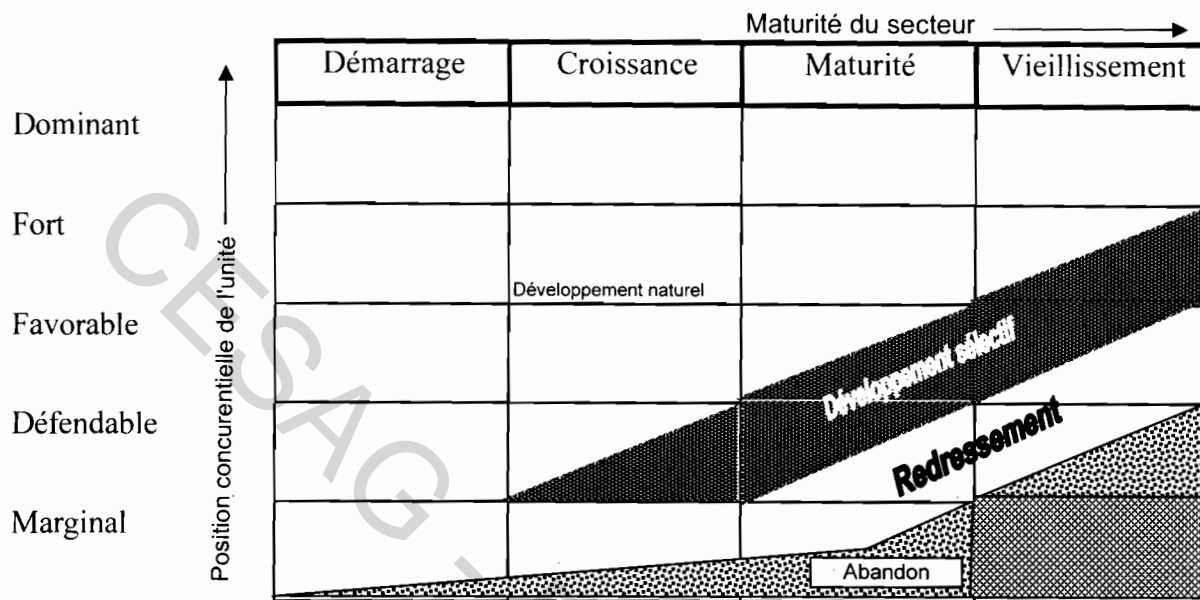 Maturité du secteur
Démarrage Croissance Maturité Vieillissement
Dominant
Fort
Favorable
Défendable
Marginal
Position concurentielle de l'unité
Développement naturel
Développement sélectif
Redressement
Abandon
CESAG